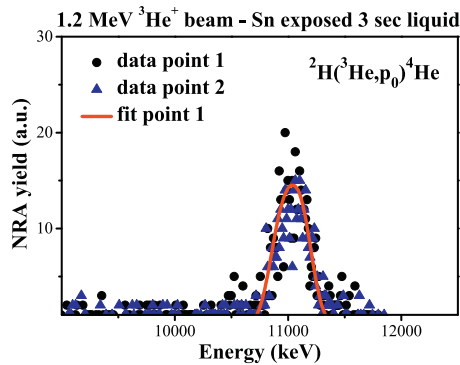 1.2 MeV ³He⁺ beam - Sn exposed 3 sec liquid
30
20
10
NRA yield (a.u.)
data point 1
data point 2
fit point 1
²H(³He,p₀)⁴He
10000
11000
12000
Energy (keV)